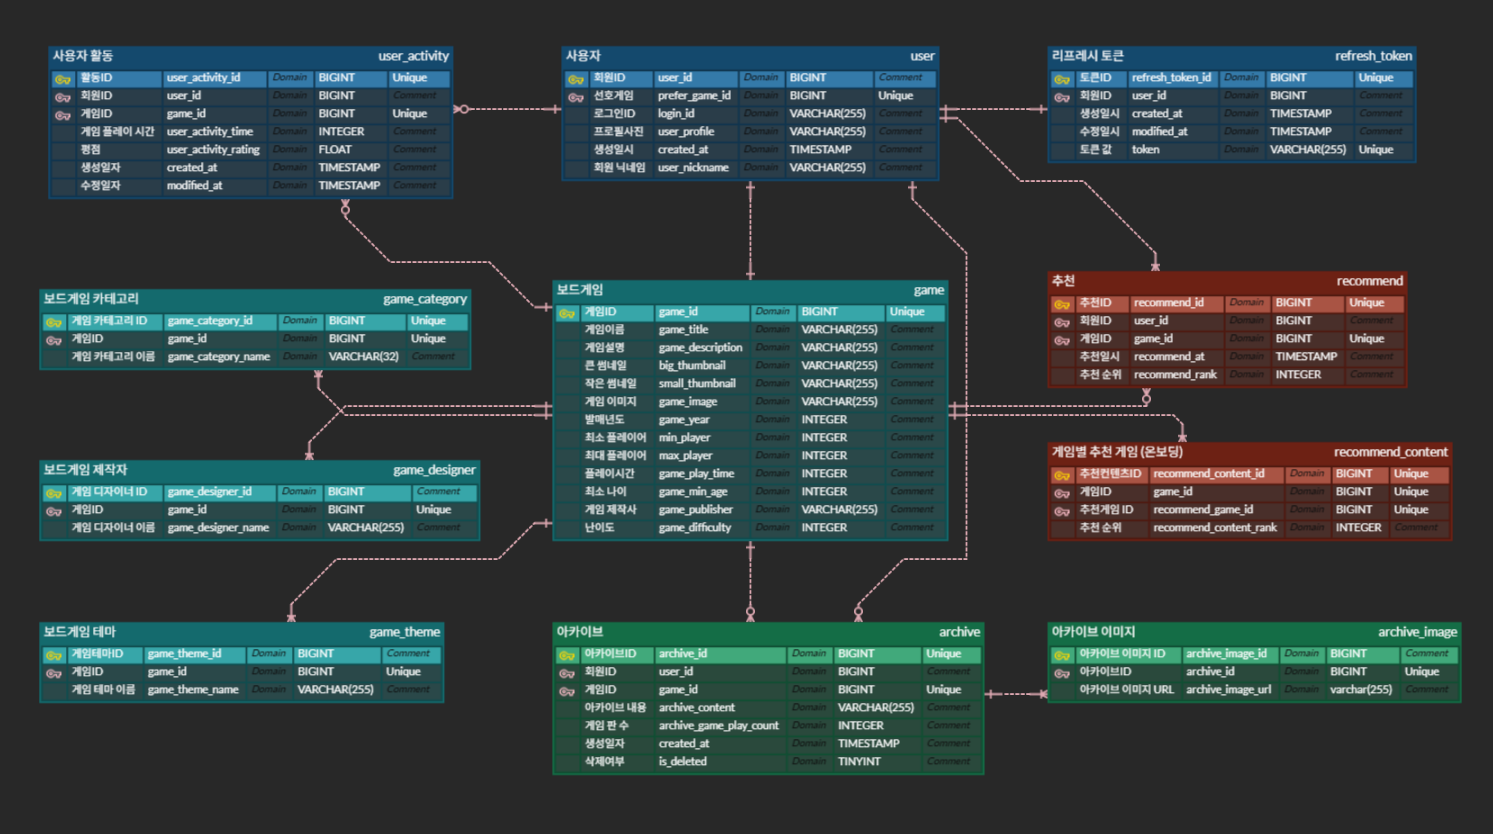 사용자 활동 user_activity
활동ID user_activity_id Domain BIGINT Unique
회원ID user_id Domain BIGINT Comment
게임ID game_id Domain BIGINT Unique
게임 플레이 시간 user_activity_time Domain INTEGER Comment
평점 user_activity_rating Domain FLOAT Comment
생성일자 created_at Domain TIMESTAMP Comment
수정일자 modified_at Domain TIMESTAMP Comment
사용자 user
회원ID user_id Domain BIGINT Comment
선호게임 prefer_game_id Domain BIGINT Unique
로그인ID login_id Domain VARCHAR(255) Comment
프로필사진 user_profile Domain VARCHAR(255) Comment
생성일시 created_at Domain TIMESTAMP Comment
회원 닉네임 user_nickname Domain VARCHAR(255) Comment
리프레시 토큰 refresh_token
토큰ID refresh_token_id Domain BIGINT Unique
회원ID user_id Domain BIGINT Comment
생성일시 created_at Domain TIMESTAMP Comment
수정일시 modified_at Domain TIMESTAMP Comment
토큰 값 token Domain VARCHAR(255) Unique
보드게임 카테고리 game_category
게임 카테고리 ID game_category_id Domain BIGINT Unique
게임ID game_id Domain BIGINT Unique
게임 카테고리 이름 game_category_name Domain VARCHAR(32) Comment
보드게임 game
게임ID game_id Domain BIGINT Unique
게임이름 game_title Domain VARCHAR(255) Comment
게임설명 game_description Domain VARCHAR(255) Comment
큰 썸네일 big_thumbnail Domain VARCHAR(255) Comment
작은 썸네일 small_thumbnail Domain VARCHAR(255) Comment
게임 이미지 game_image Domain VARCHAR(255) Comment
발매년도 game_year Domain INTEGER Comment
최소 플레이어 min_player Domain INTEGER Comment
최대 플레이어 max_player Domain INTEGER Comment
플레이시간 game_play_time Domain INTEGER Comment
최소 나이 game_min_age Domain INTEGER Comment
게임 제작사 game_publisher Domain VARCHAR(255) Comment
난이도 game_difficulty Domain INTEGER Comment
추천 recommend
추천ID recommend_id Domain BIGINT Unique
회원ID user_id Domain BIGINT Comment
게임ID game_id Domain BIGINT Unique
추천일시 recommend_at Domain TIMESTAMP Comment
추천 순위 recommend_rank Domain INTEGER Comment
보드게임 제작자 game_designer
게임 디자이너 ID game_designer_id Domain BIGINT Comment
게임ID game_id Domain BIGINT Unique
게임 디자이너 이름 game_designer_name Domain VARCHAR(255) Comment
게임별 추천 게임 (온보딩) recommend_content
추천컨텐츠ID recommend_content_id Domain BIGINT Unique
게임ID game_id Domain BIGINT Unique
추천게임 ID recommend_game_id Domain BIGINT Unique
추천 순위 recommend_content_rank Domain INTEGER Comment
보드게임 테마 game_theme
게임테마ID game_theme_id Domain BIGINT Comment
게임ID game_id Domain BIGINT Unique
게임 테마 이름 game_theme_name Domain VARCHAR(255) Comment
아카이브 archive
아카이브ID archive_id Domain BIGINT Unique
회원ID user_id Domain BIGINT Comment
게임ID game_id Domain BIGINT Unique
아카이브 내용 archive_content Domain VARCHAR(255) Comment
게임 판 수 archive_game_play_count Domain INTEGER Comment
생성일자 created_at Domain TIMESTAMP Comment
삭제여부 is_deleted Domain TINYINT Comment
아카이브 이미지 archive_image
아카이브 이미지 ID archive_image_id Domain BIGINT Comment
아카이브ID archive_id Domain BIGINT Unique
아카이브 이미지 URL archive_image_url Domain varchar(255) Comment